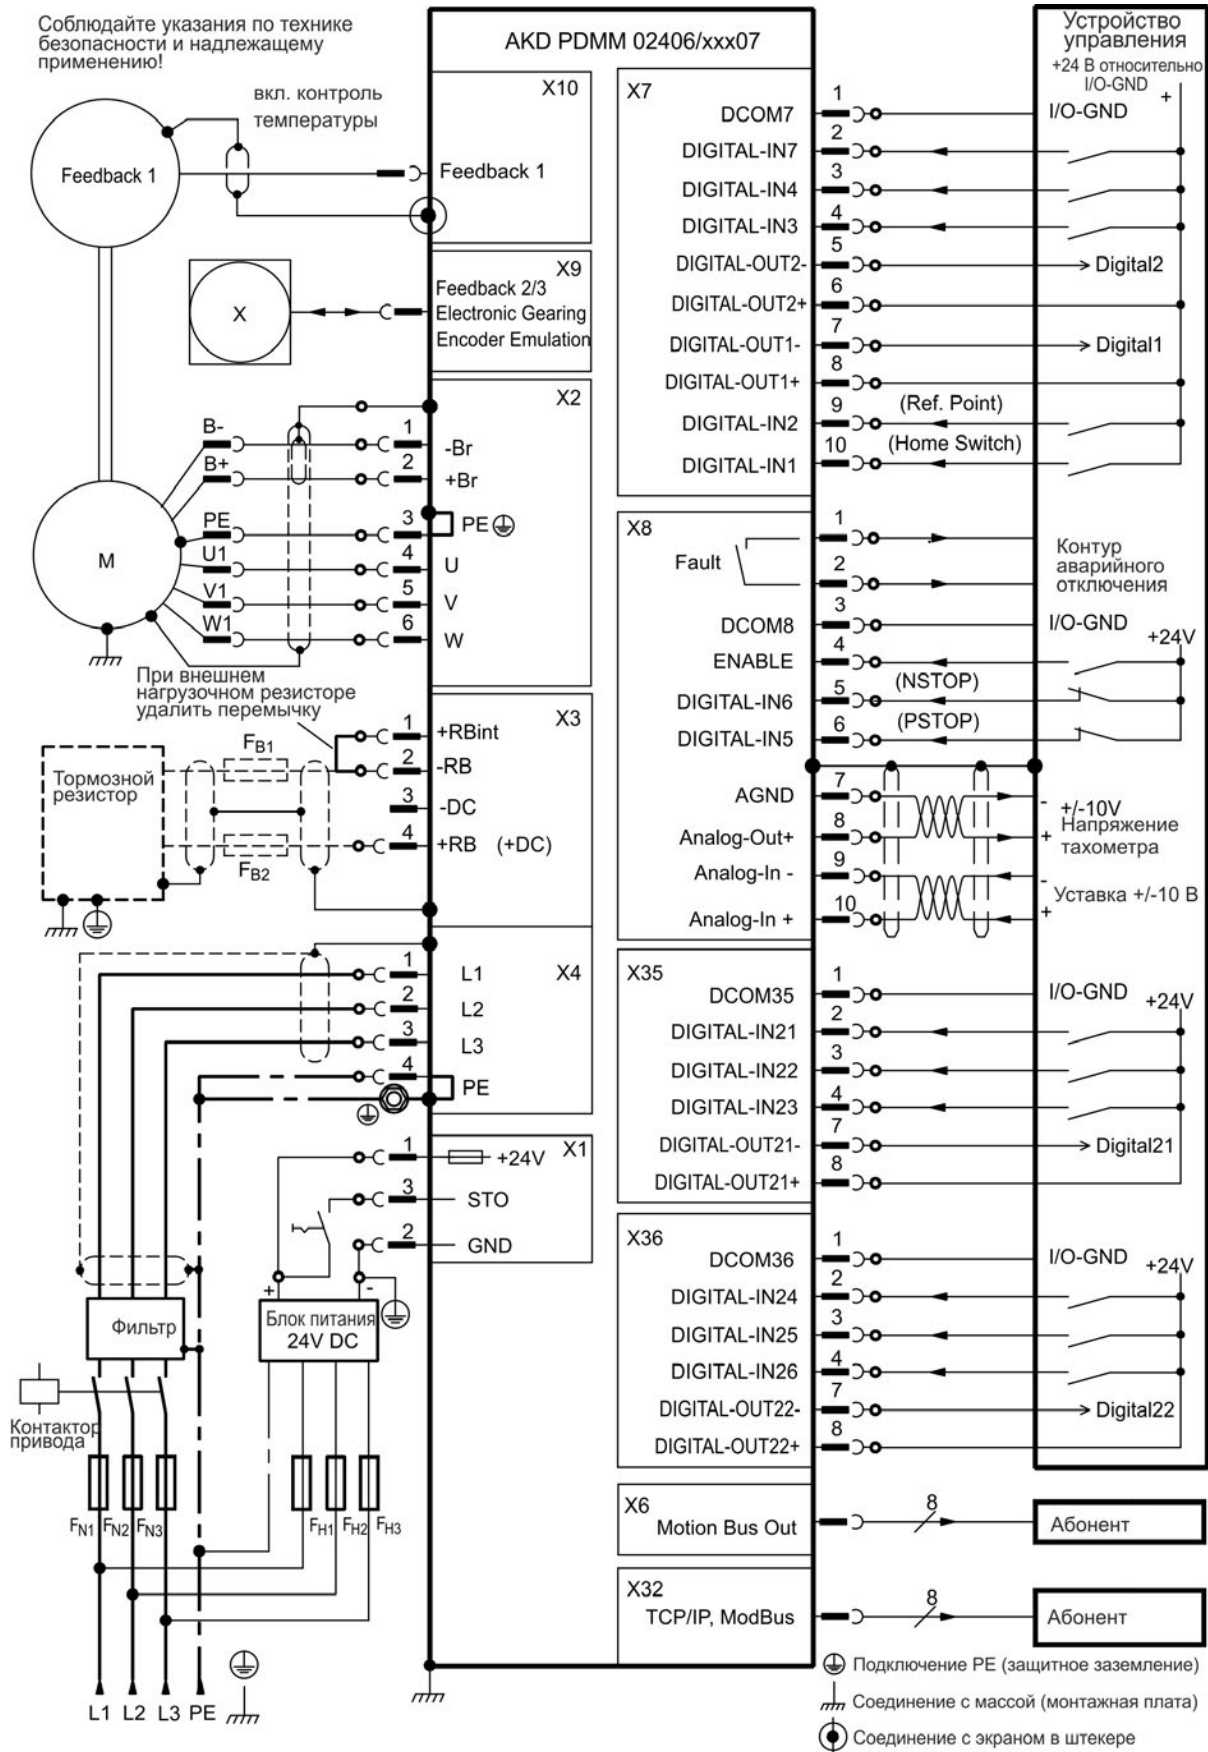 Соблюдайте указания по технике
безопасности и надлежащему
применению!
AKD PDMM 02406/xxx07
Устройство
управления
+24 В относительно
I/O-GND
+
вкл. контроль
температуры
Feedback 1
X10
Feedback 1
X
X9
Feedback 2/3
Electronic Gearing
Encoder Emulation
X2
B-
1
-Br
B+
2
+Br
PE
3
PE
U1
4
U
V1
5
V
W1
6
W
M
При внешнем
нагрузочном резисторе
удалить перемычку
X3
1
+RBint
2
-RB
3
-DC
4
+RB (+DC)
FB1
FB2
Тормозной
резистор
X4
1
L1
2
L2
3
L3
4
PE
X1
1
+24V
3
STO
2
GND
+
-
Блок питания
24V DC
Фильтр
Контактор
привода
FN1 FN2 FN3
FH1 FH2 FH3
L1 L2 L3 PE
X7
DCOM7
1
I/O-GND
DIGITAL-IN7
2
DIGITAL-IN4
3
DIGITAL-IN3
4
DIGITAL-OUT2-
5
Digital2
DIGITAL-OUT2+
6
DIGITAL-OUT1-
7
Digital1
DIGITAL-OUT1+
8
DIGITAL-IN2
9
(Ref. Point)
DIGITAL-IN1
10
(Home Switch)
X8
Fault
1
2
Контур
аварийного
отключения
DCOM8
3
I/O-GND
+24V
ENABLE
4
DIGITAL-IN6
5
(NSTOP)
DIGITAL-IN5
6
(PSTOP)
AGND
7
-
+/-10V
Analog-Out+
8
+
Напряжение
тахометра
Analog-In -
9
-
Уставка +/-10 В
Analog-In +
10
+
X35
DCOM35
1
I/O-GND
+24V
DIGITAL-IN21
2
DIGITAL-IN22
3
DIGITAL-IN23
4
DIGITAL-OUT21-
7
Digital21
DIGITAL-OUT21+
8
X36
DCOM36
1
I/O-GND
+24V
DIGITAL-IN24
2
DIGITAL-IN25
3
DIGITAL-IN26
4
DIGITAL-OUT22-
7
Digital22
DIGITAL-OUT22+
8
X6
Motion Bus Out
8
Абонент
X32
TCP/IP, ModBus
8
Абонент
Подключение PE (защитное заземление)
Соединение с массой (монтажная плата)
Соединение с экраном в штекере